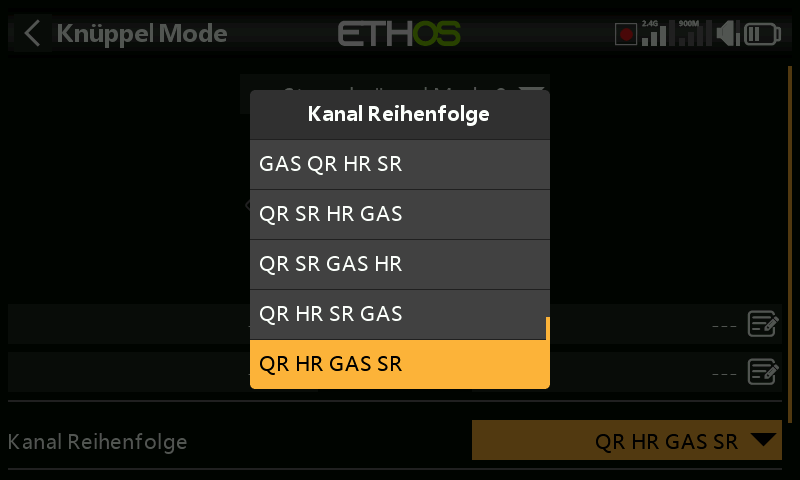 Knüppel Mode
ETHOS
2.4G
900M
Kanal Reihenfolge
GAS QR HR SR
QR SR HR GAS
QR SR GAS HR
QR HR SR GAS
QR HR GAS SR
---
---
Kanal Reihenfolge
QR HR GAS SR